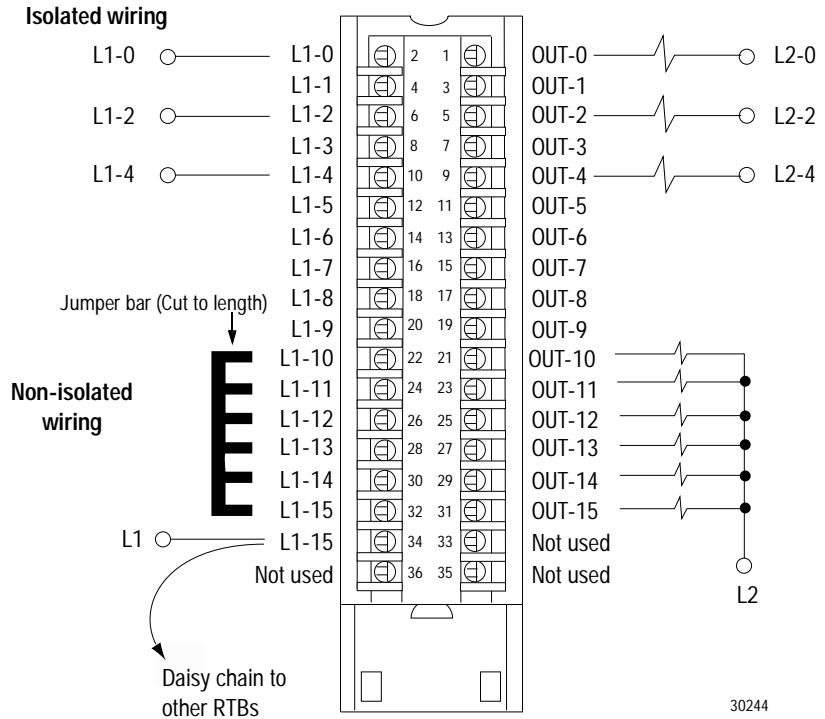 Isolated wiring
L1-0 L1-0 2 1 OUT-0 L2-0
L1-1 4 3 OUT-1
L1-2 L1-2 6 5 OUT-2 L2-2
L1-3 8 7 OUT-3
L1-4 L1-4 10 9 OUT-4 L2-4
L1-5 12 11 OUT-5
L1-6 14 13 OUT-6
L1-7 16 15 OUT-7
L1-8 18 17 OUT-8
Jumper bar (Cut to length)
L1-9 20 19 OUT-9
L1-10 22 21 OUT-10
Non-isolated
wiring
L1-11 24 23 OUT-11
L1-12 26 25 OUT-12
L1-13 28 27 OUT-13
L1-14 30 29 OUT-14
L1-15 32 31 OUT-15
L1 L1-15 34 33 Not used
Not used 36 35 Not used
L2
Daisy chain to
other RTBs
30244